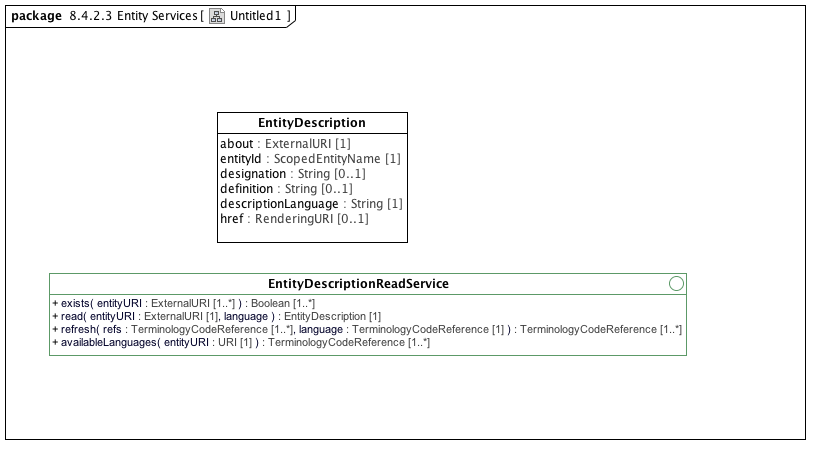 package 8.4.2.3 Entity Services [ Untitled1 ]
EntityDescription
about : ExternalURI [1]
entityId : ScopedEntityName [1]
designation : String [0..1]
definition : String [0..1]
descriptionLanguage : String [1]
href : RenderingURI [0..1]
EntityDescriptionReadService
+ exists( entityURI : ExternalURI [1..*] ) : Boolean [1..*]
+ read( entityURI : ExternalURI [1], language ) : EntityDescription [1]
+ refresh( refs : TerminologyCodeReference [1..*], language : TerminologyCodeReference [1] ) : TerminologyCodeReference [1..*]
+ availableLanguages( entityURI : URI [1] ) : TerminologyCodeReference [1..*]